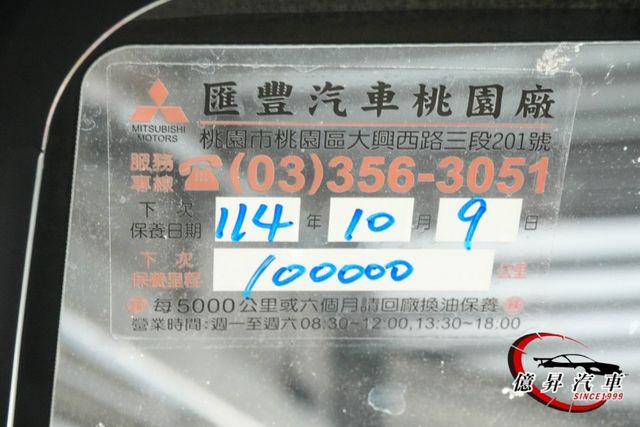 匯豐汽車桃園廠
MITSUBISHI
MOTORS
桃園市桃園區大興西路三段201號
服務
專線
(03)356-3051
下次
保養日期 114 年 10 月 9 日
下次
保養里程 100000 公里
每5000公里或六個月請回廠換油保養
營業時間:週一至週六08:30~12:00,13:30~18:00
億昇汽車
SINCE1999